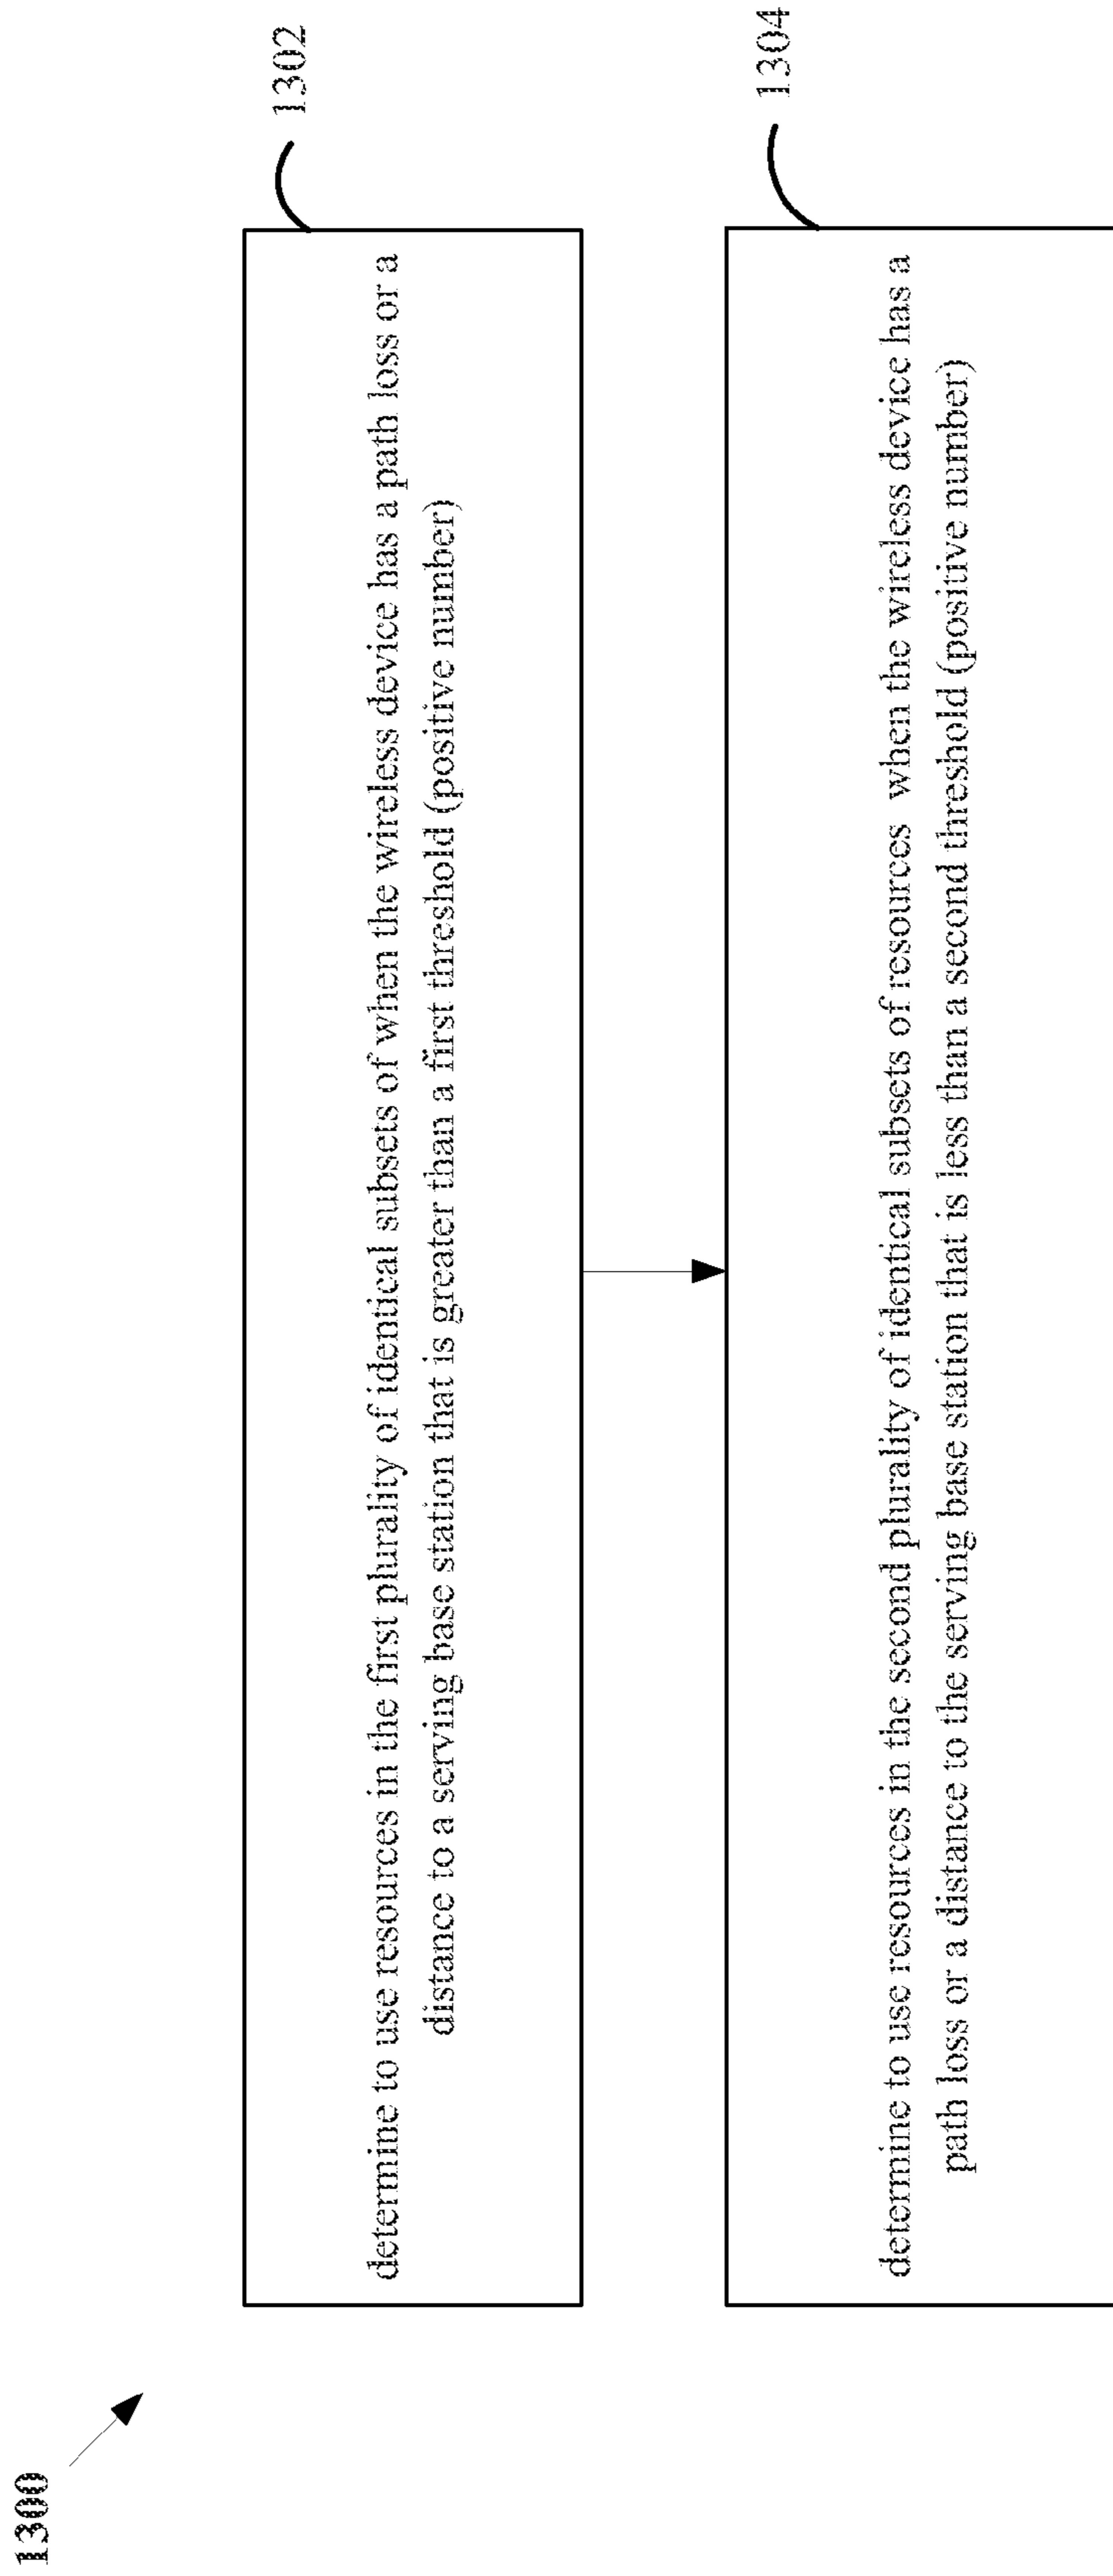 1300
1302
determine to use resources in the first plurality of identical subsets of when the wireless device has a path loss or a
distance to a serving base station that is greater than a first threshold (positive number)
1304
determine to use resources in the second plurality of identical subsets of resources when the wireless device has a
path loss or a distance to the serving base station that is less than a second threshold (positive number)